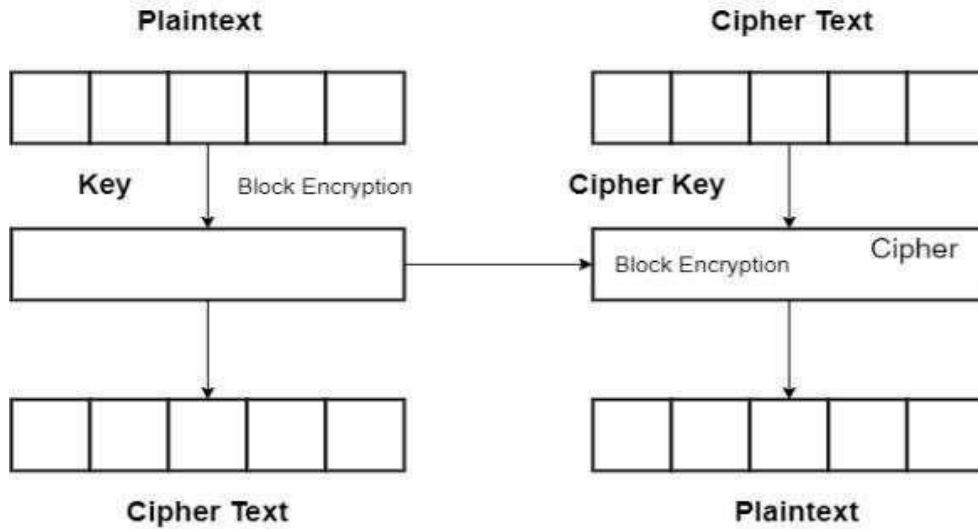 Plaintext
Cipher Text
Key
Block Encryption
Cipher Key
Block Encryption
Cipher
Cipher Text
Plaintext